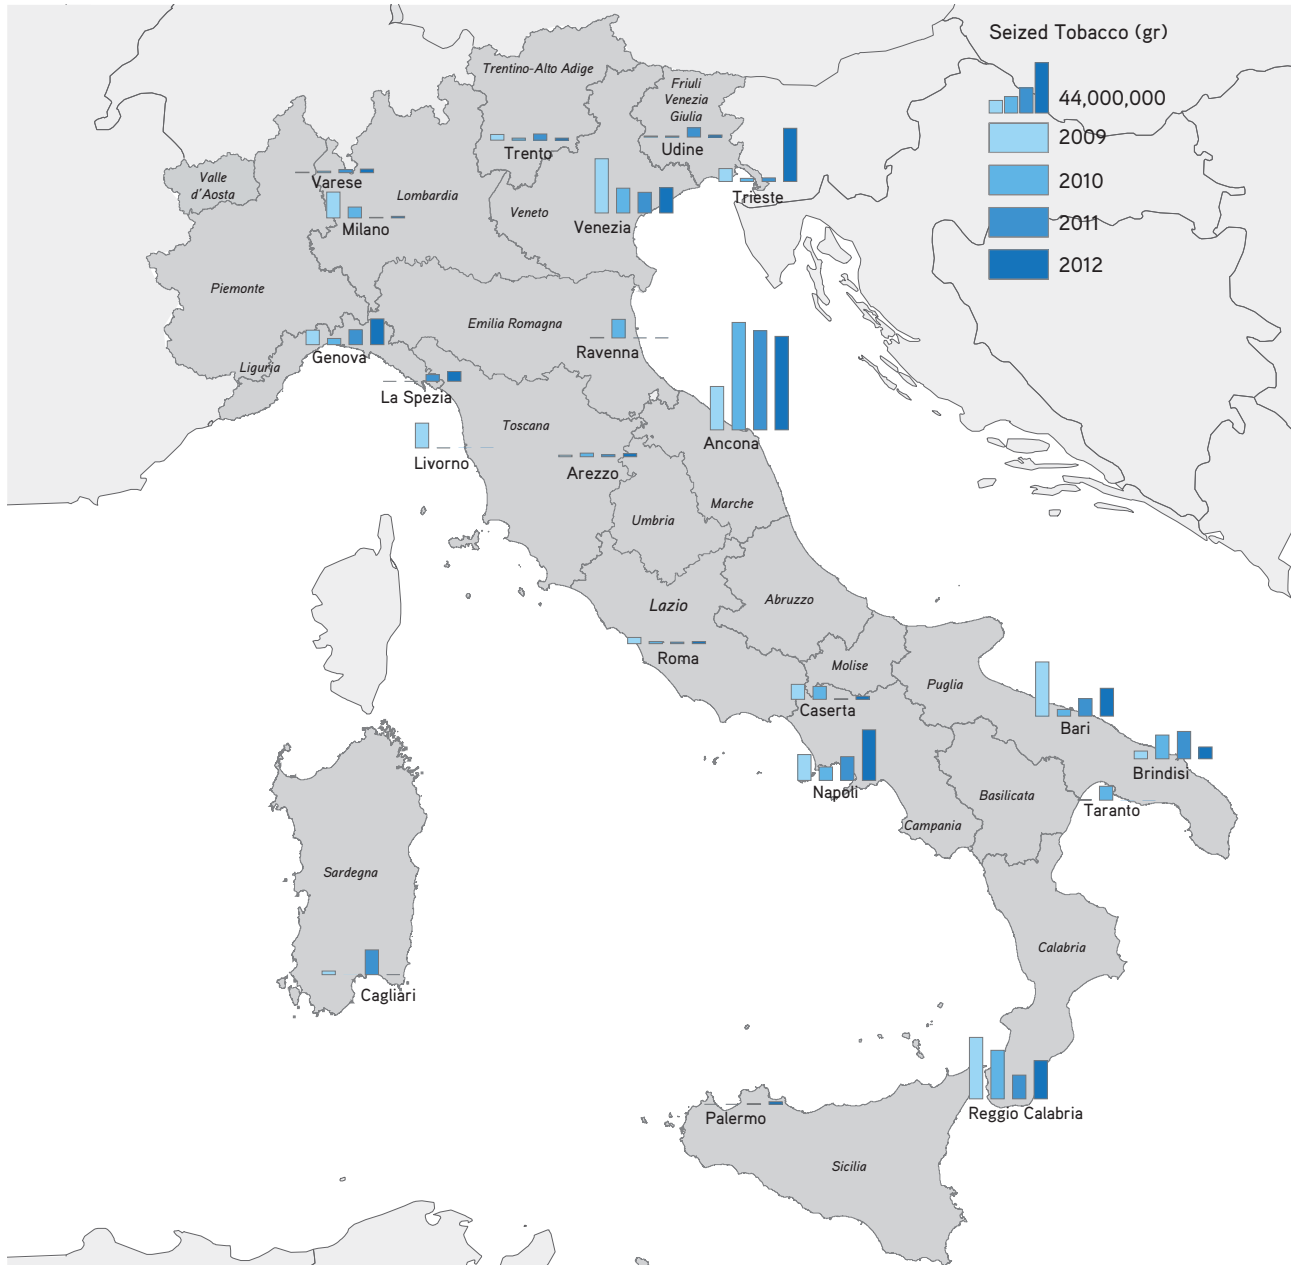 Seized Tobacco (gr)
44,000,000
2009
2010
2011
2012
Trentino-Alto Adige
Friuli
Venezia
Giulia
Trento
Udine
Valle
d'Aosta
Varese
Lombardia
Milano
Veneto
Venezia
Trieste
Piemonte
Emilia Romagna
Ravenna
Genova
Liguria
La Spezia
Toscana
Livorno
Arezzo
Ancona
Marche
Umbria
Lazio
Abruzzo
Roma
Molise
Puglia
Caserta
Bari
Brindisi
Napoli
Basilicata
Taranto
Campania
Sardegna
Calabria
Cagliari
Palermo
Reggio Calabria
Sicilia